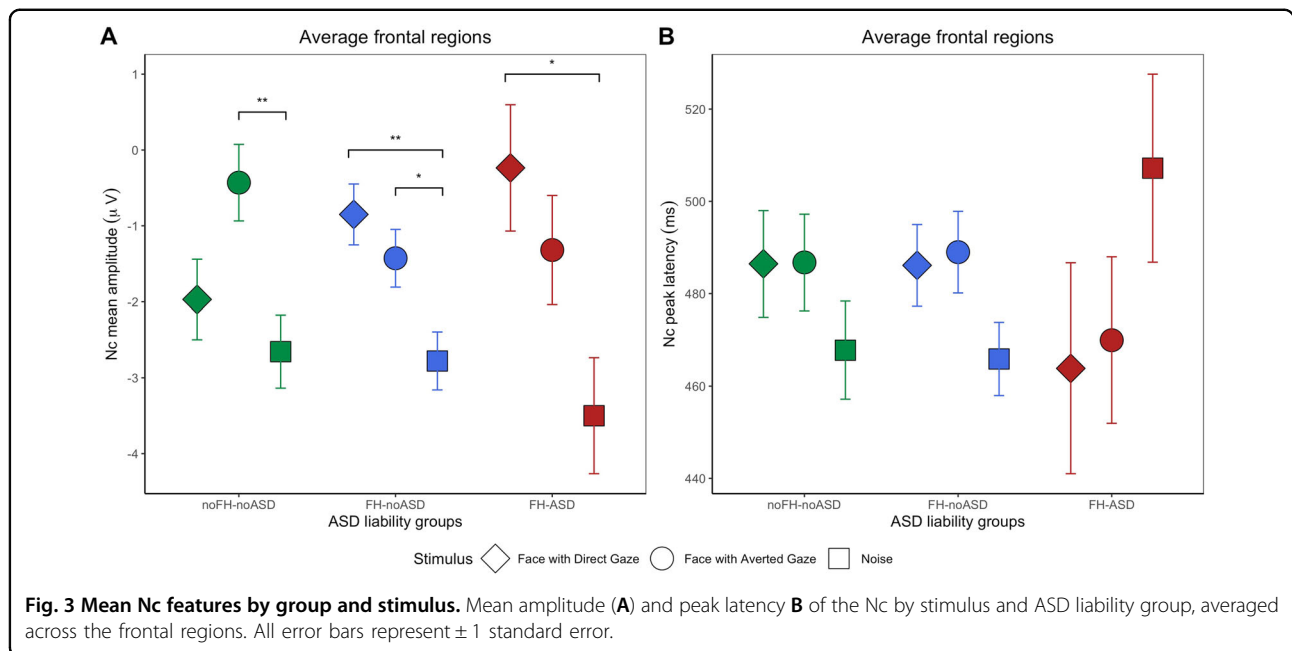 A
Average frontal regions
1
0
-1
-2
-3
-4
Nc mean amplitude (μ V)
**
**
*
*
noFH-noASD FH-noASD FH-ASD
ASD liability groups
B
Average frontal regions
520
500
480
460
440
Nc peak latency (ms)
noFH-noASD FH-noASD FH-ASD
ASD liability groups
Stimulus Face with Direct Gaze Face with Averted Gaze Noise
Fig. 3 Mean Nc features by group and stimulus. Mean amplitude (A) and peak latency B of the Nc by stimulus and ASD liability group, averaged
across the frontal regions. All error bars represent ± 1 standard error.